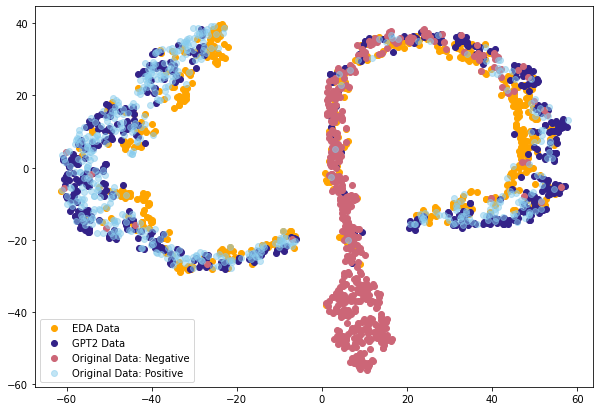 40
20
0
−20
−40
−60
EDA Data
GPT2 Data
Original Data: Negative
Original Data: Positive
−60 −40 −20 0 20 40 60